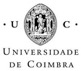 · U C ·
UNIVERSIDADE
DE COIMBRA